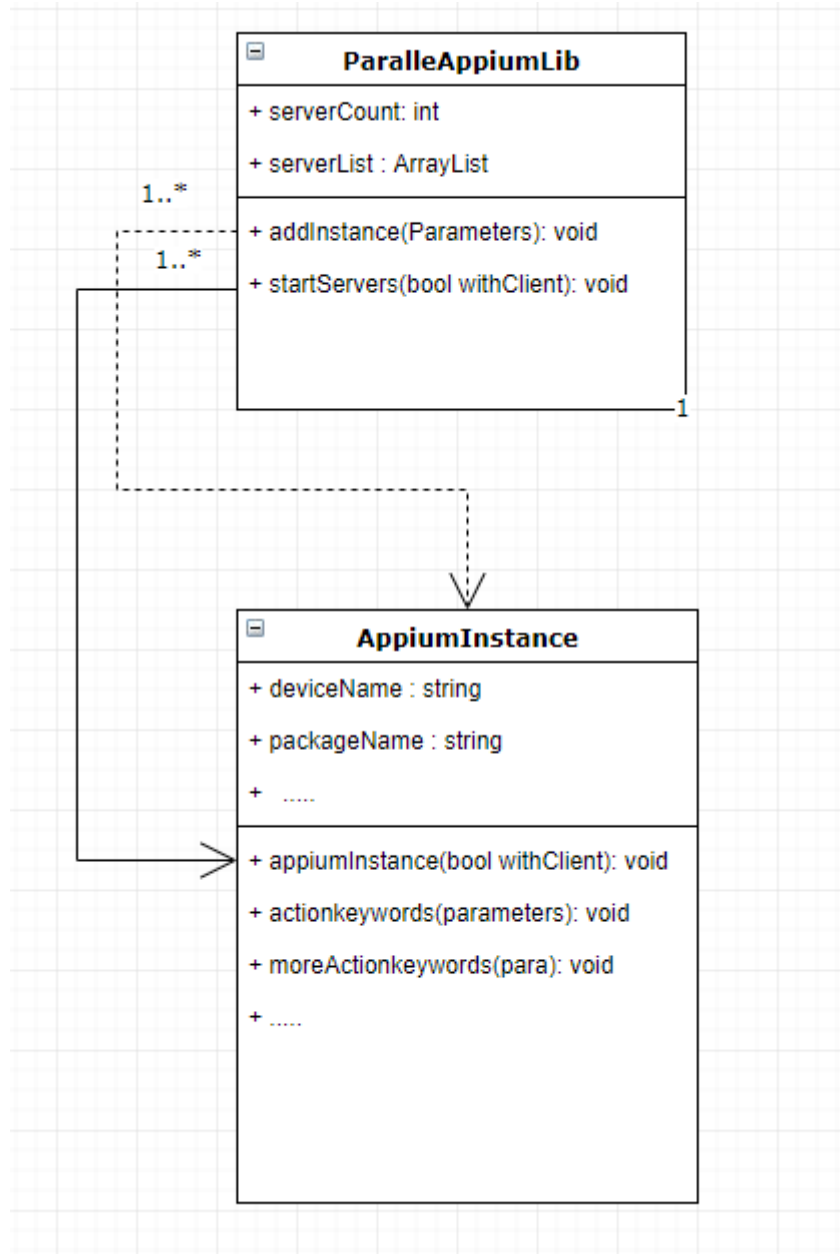 ParalleAppiumLib
+ serverCount: int
+ serverList : ArrayList
1..*
+ addInstance(Parameters): void
1..*
+ startServers(bool withClient): void
1
AppiumInstance
+ deviceName : string
+ packageName : string
+ .....
+ appiumInstance(bool withClient): void
+ actionkeywords(parameters): void
+ moreActionkeywords(para): void
+ .....